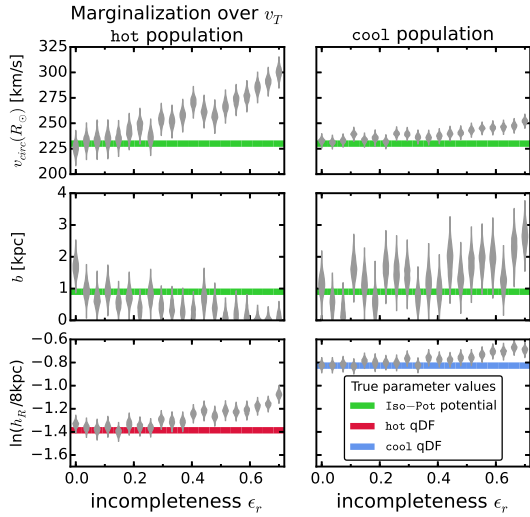 Marginalization over v_T
hot population
cool population
v_circ(R_⊙) [km/s]
325
300
275
250
225
200
b [kpc]
4
3
2
1
0
ln(h_R/8kpc)
−0.6
−0.8
−1.0
−1.2
−1.4
−1.6
True parameter values
Iso-Pot potential
hot qDF
cool qDF
0.0 0.2 0.4 0.6
0.0 0.2 0.4 0.6
incompleteness ϵ_r
incompleteness ϵ_r